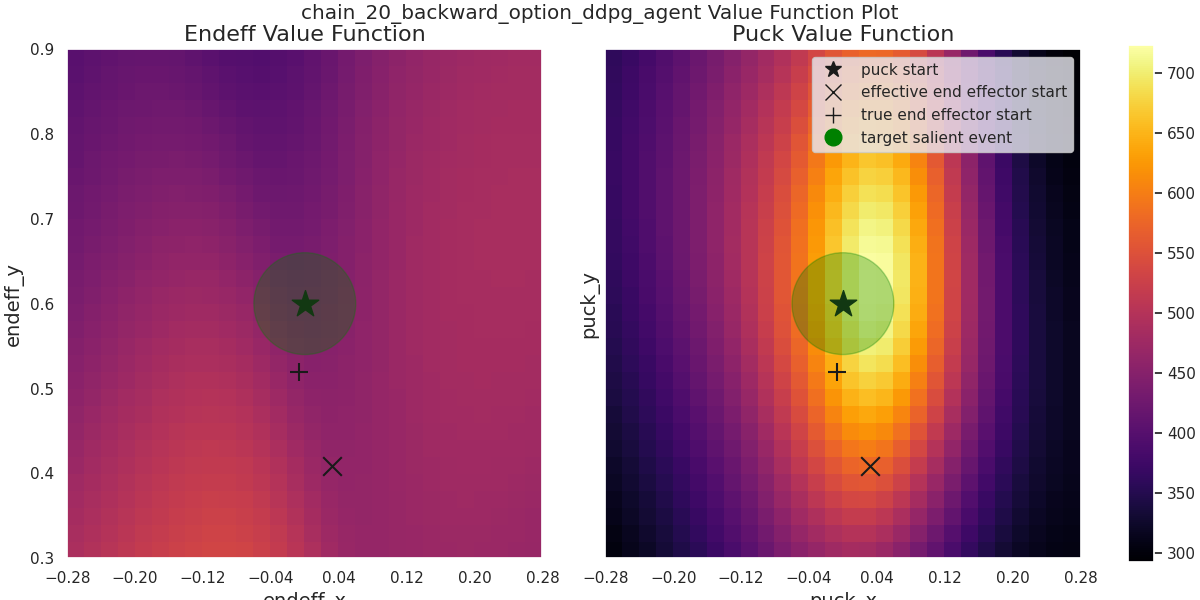 chain_20_backward_option_ddpg_agent Value Function Plot
Endeff Value Function
Puck Value Function
0.9
0.8
0.7
0.6
0.5
0.4
0.3
endeff_y
−0.28 −0.20 −0.12 −0.04 0.04 0.12 0.20 0.28
endeff_x
puck start
effective end effector start
true end effector start
target salient event
puck_y
−0.28 −0.20 −0.12 −0.04 0.04 0.12 0.20 0.28
puck_x
700
650
600
550
500
450
400
350
300